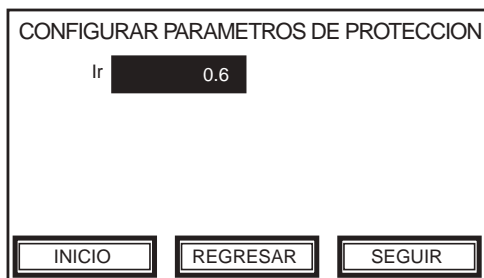 CONFIGURAR PARAMETROS DE PROTECCION
Ir 0.6
INICIO REGRESAR SEGUIR